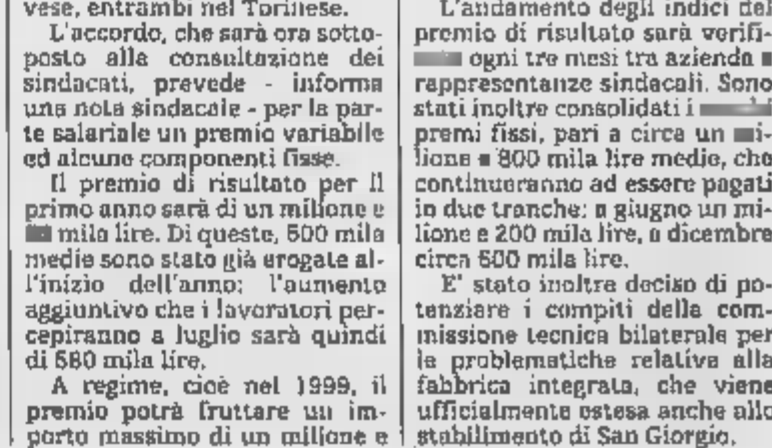 vese, entrambi nel Torinese.
L'accordo, che sarà ora sotto-
posto alla consultazione dei
sindacati, prevede - informa
una nota sindacale - per la par-
te salariale un premio variabile
ed alcune componenti fisse.
Il premio di risultato per il
primo anno sarà di un milione e
mila lire. Di queste, 500 mila
medie sono state già erogate al-
l'inizio dell'anno; l'aumento
aggiuntivo che i lavoratori per-
cepiranno a luglio sarà quindi
di 580 mila lire.
A regime, cioè nel 1999, il
premio potrà fruttare un im-
porto massimo di un milione e
L'andamento degli indici del
premio di risultato sarà verifi-
ogni tre mesi tra azienda
rappresentanze sindacali. Sono
stati inoltre consolidati i
premi fissi, pari a circa un
lione 800 mila lire medie, che
continueranno ad essere pagati
in due tranche: a giugno un mi-
lione e 200 mila lire, a dicembre
circa 600 mila lire.
E' stato inoltre deciso di po-
tenziare i compiti della com-
missione tecnica bilaterale per
le problematiche relative alla
fabbrica integrata, che viene
ufficialmente estesa anche allo
stabilimento di San Giorgio.